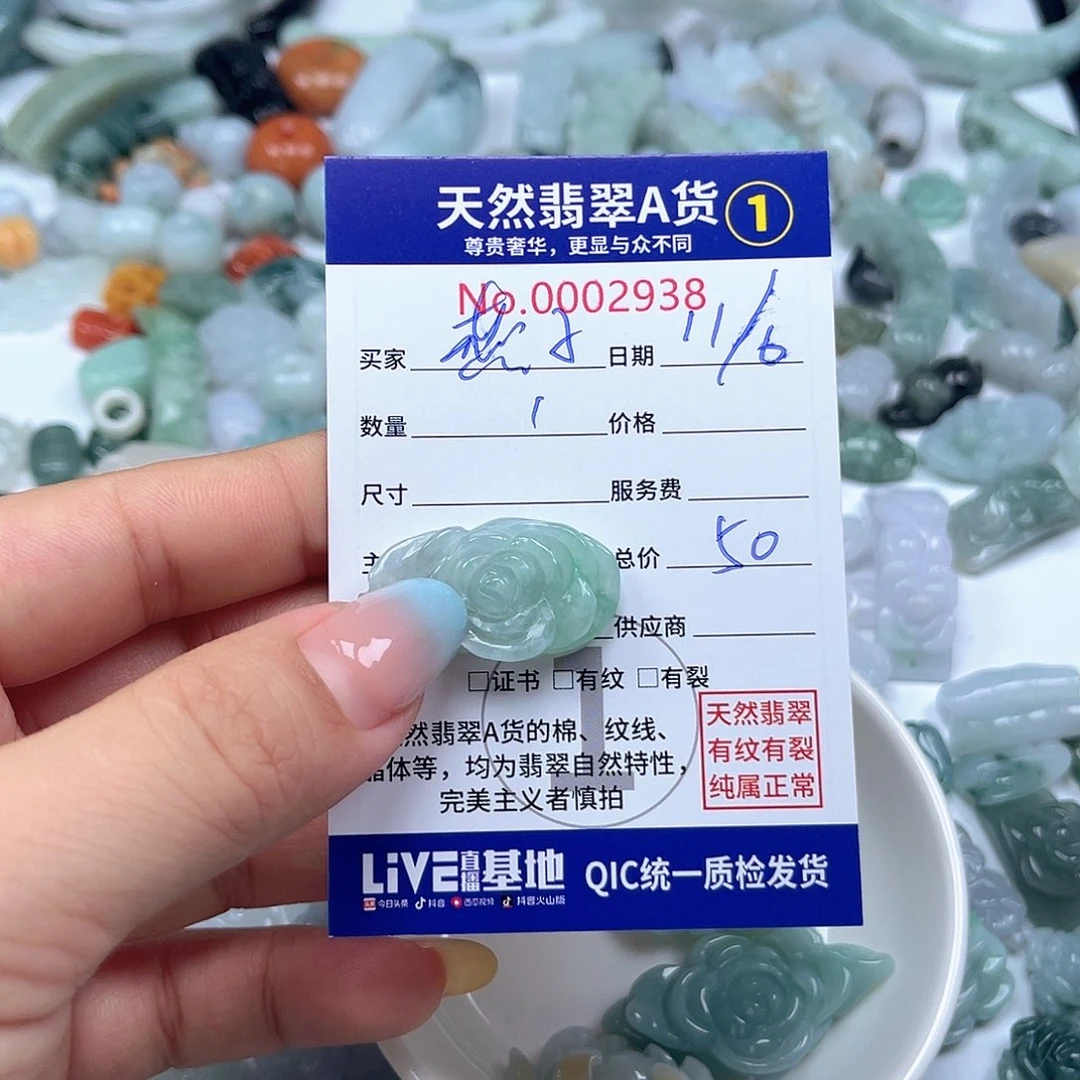 天然翡翠A货 1
尊贵奢华，更显与众不同
No.0002938
买家 燕子 日期 11/6
数量 1 价格
尺寸 服务费
主 总价 50
供应商
□证书 □有纹 □有裂
然翡翠A货的棉、纹线、
晶体等，均为翡翠自然特性，
完美主义者慎拍
天然翡翠
有纹有裂
纯属正常
LiVE直播基地 QIC统一质检发货
今日头条 抖音 西瓜视频 抖音火山版